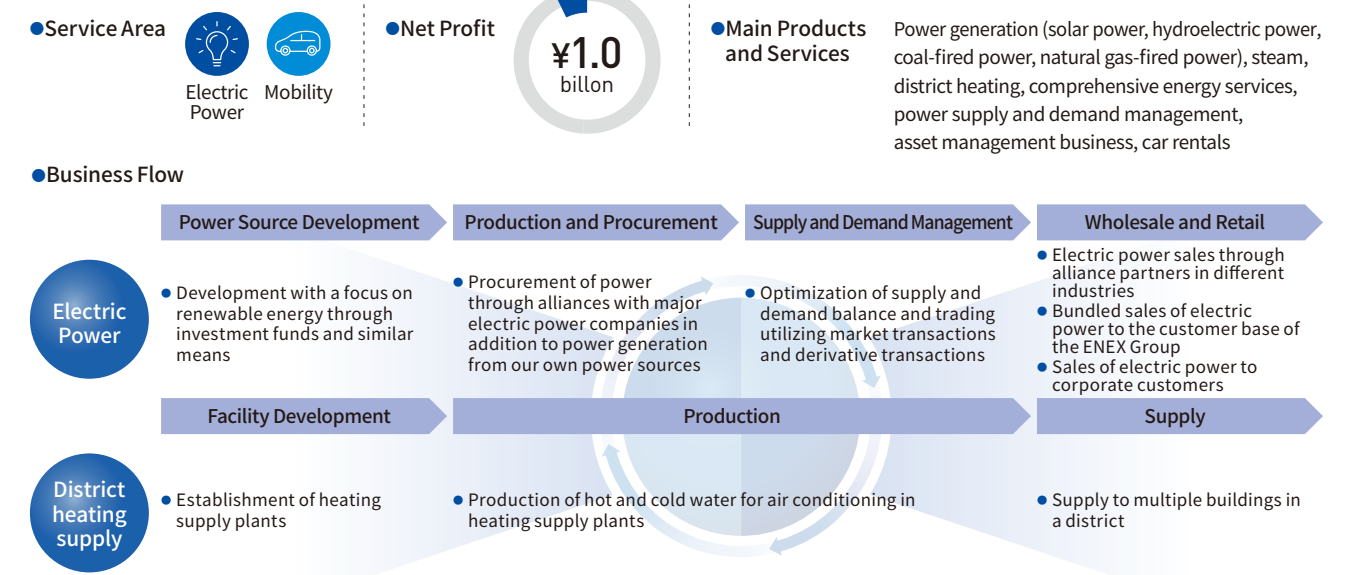 ●Service Area
Electric
Power
Mobility
●Net Profit
¥1.0
billon
●Main Products
and Services
Power generation (solar power, hydroelectric power,
coal-fired power, natural gas-fired power), steam,
district heating, comprehensive energy services,
power supply and demand management,
asset management business, car rentals
●Business Flow
Power Source Development
Production and Procurement
Supply and Demand Management
Wholesale and Retail
Electric
Power
● Development with a focus on
renewable energy through
investment funds and similar
means
● Procurement of power
through alliances with major
electric power companies in
addition to power generation
from our own power sources
● Optimization of supply and
demand balance and trading
utilizing market transactions
and derivative transactions
● Electric power sales through
alliance partners in different
industries
● Bundled sales of electric
power to the customer base of
the ENEX Group
● Sales of electric power to
corporate customers
Facility Development
Production
Supply
District
heating
supply
● Establishment of heating
supply plants
● Production of hot and cold water for air conditioning in
heating supply plants
● Supply to multiple buildings in
a district